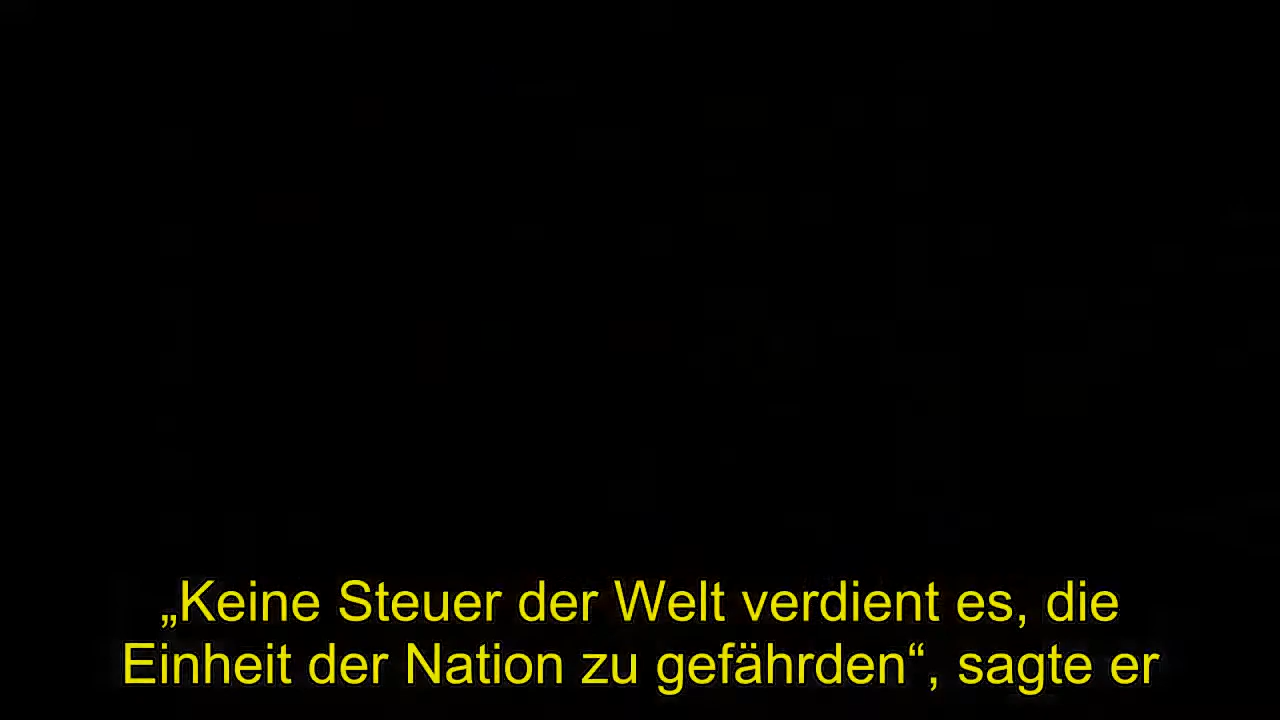 „Keine Steuer der Welt verdient es, die
Einheit der Nation zu gefährden“, sagte er